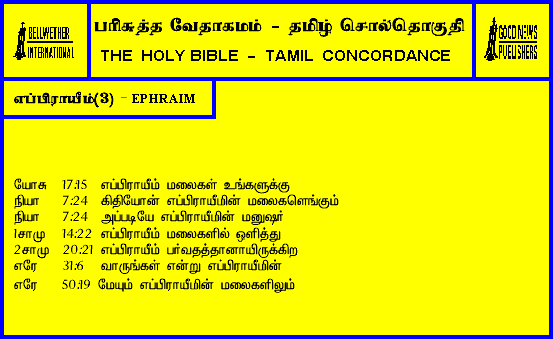 BELLWETHER
INTERNATIONAL
பரிசுத்த வேதாகமம் - தமிழ் சொல்தொகுதி
THE HOLY BIBLE - TAMIL CONCORDANCE
GOOD NEWS
PUBLISHERS
எப்பிராயீம்(3) - EPHRAIM
யோசு 17:15 எப்பிராயீம் மலைகள் உங்களுக்கு
நியா 7:24 கிதியோன் எப்பிராயீமின் மலைகளெங்கும்
நியா 7:24 அப்படியே எப்பிராயீமின் மனுஷர்
1சாமு 14:22 எப்பிராயீம் மலைகளில் ஒளித்து
2சாமு 20:21 எப்பிராயீம் பர்வதத்தானாயிருக்கிற
எரே 31:6 வாருங்கள் என்று எப்பிராயீமின்
எரே 50:19 மேயும் எப்பிராயீமின் மலைகளிலும்